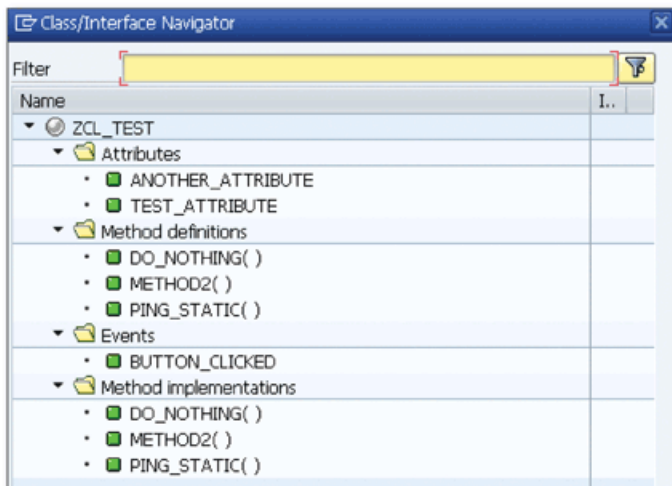 Class/Interface Navigator
Filter
Name I..
ZCL_TEST
Attributes
ANOTHER_ATTRIBUTE
TEST_ATTRIBUTE
Method definitions
DO_NOTHING( )
METHOD2( )
PING_STATIC( )
Events
BUTTON_CLICKED
Method implementations
DO_NOTHING( )
METHOD2( )
PING_STATIC( )